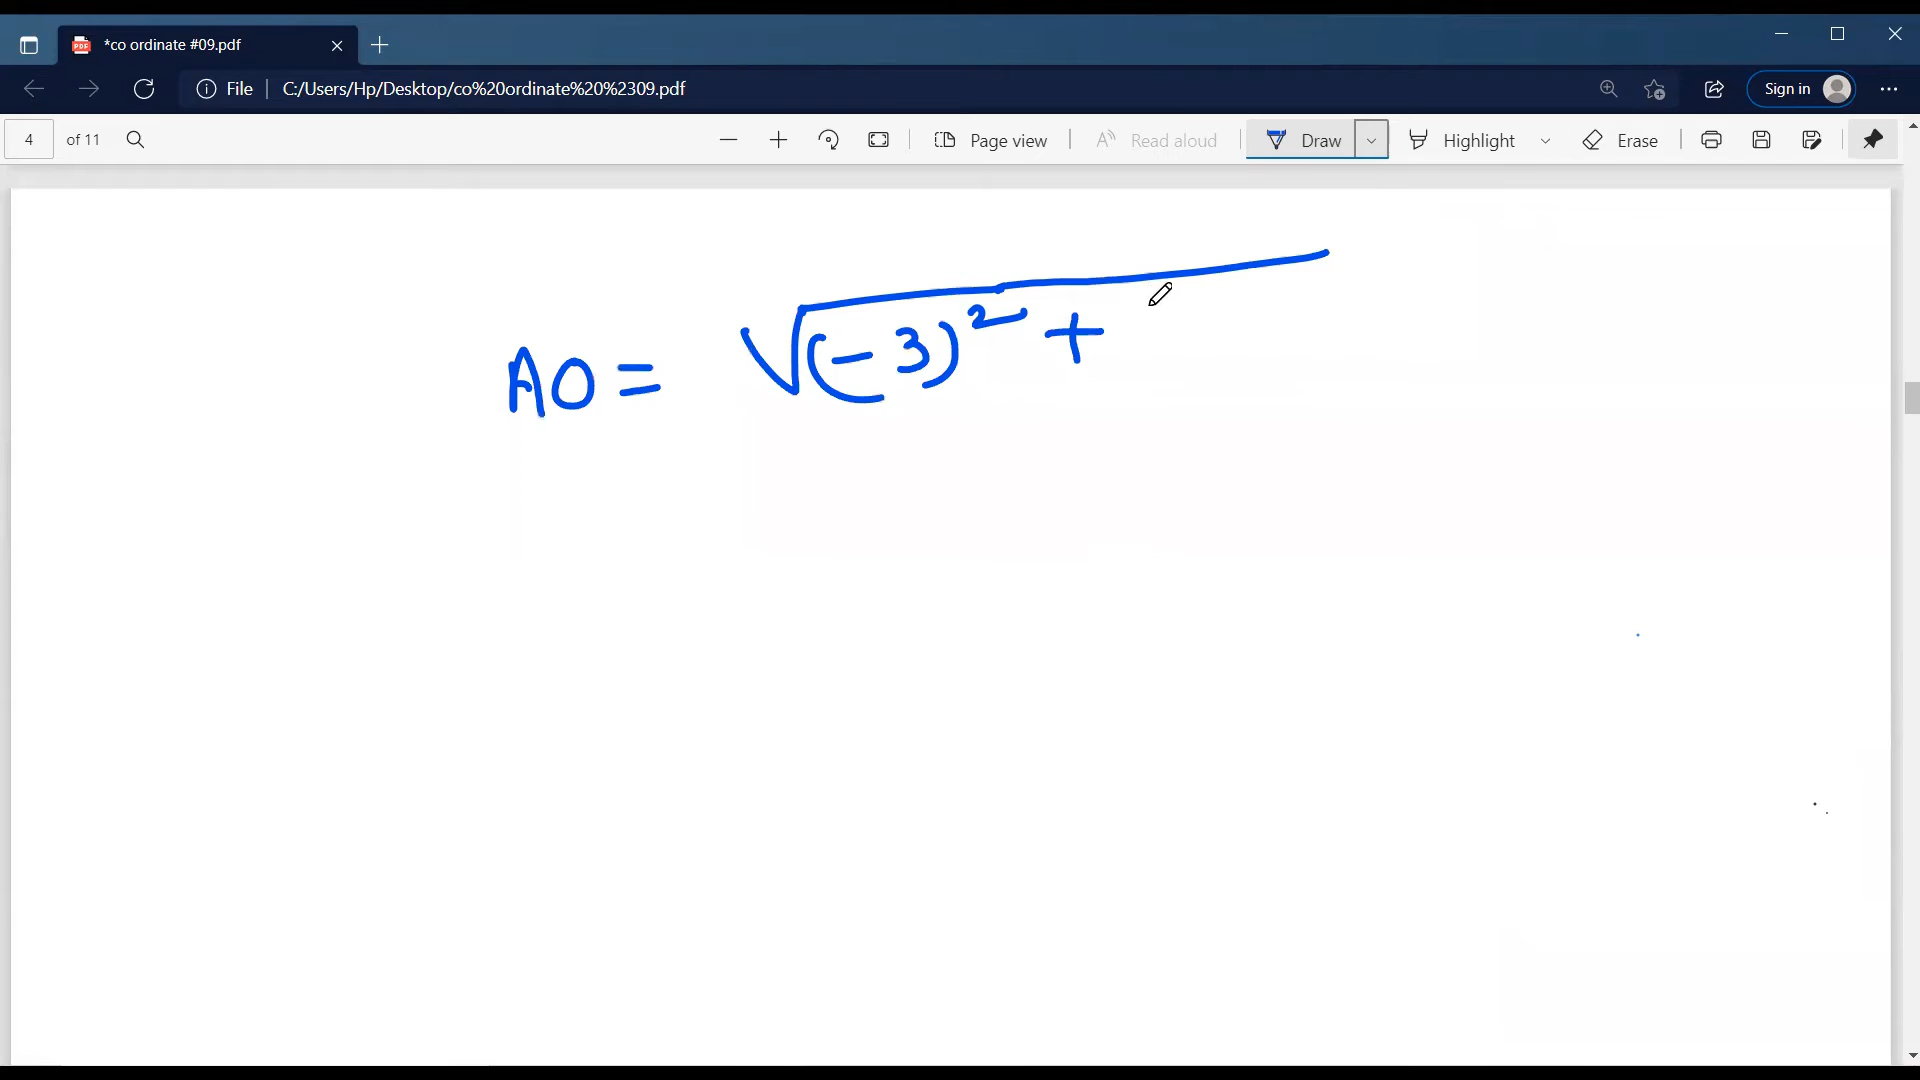 *co ordinate #09.pdf
File | C:/Users/Hp/Desktop/co%20ordinate%20%2309.pdf
Sign in
4 of 11
Page view
Read aloud
Draw
Highlight
Erase
AO = √(-3)² +